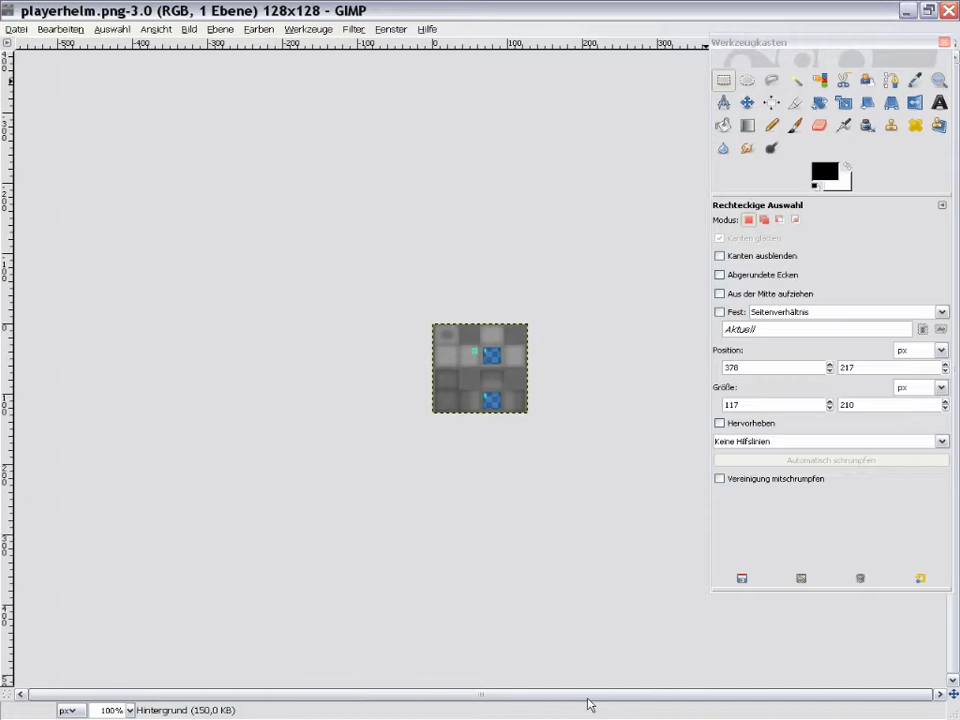 playerhelm.png-3.0 (RGB, 1 Ebene) 128x128 – GIMP
Datei Bearbeiten Auswahl Ansicht Bild Ebene Farben Werkzeuge Filter Fenster Hilfe
-500 -400 -300 -200 -100 0 100 200 300
Werkzeugkasten
Rechteckige Auswahl
Modus:
Kanten glätten
Kanten ausblenden
Abgerundete Ecken
Aus der Mitte aufziehen
Fest: Seitenverhältnis
Aktuell
Position: px
378 217
Größe: px
117 210
Hervorheben
Keine Hilfslinien
Automatisch schrumpfen
Vereinigung mitschrumpfen
px 100% Hintergrund (150,0 KB)